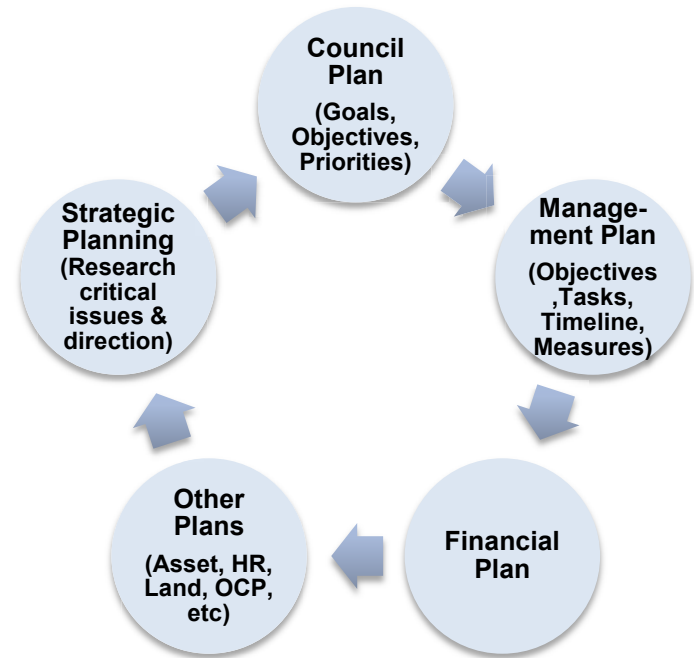 Council
Plan
(Goals,
Objectives,
Priorities)
Manage-
ment Plan
(Objectives
,Tasks,
Timeline,
Measures)
Financial
Plan
Other
Plans
(Asset, HR,
Land, OCP,
etc)
Strategic
Planning
(Research
critical
issues &
direction)